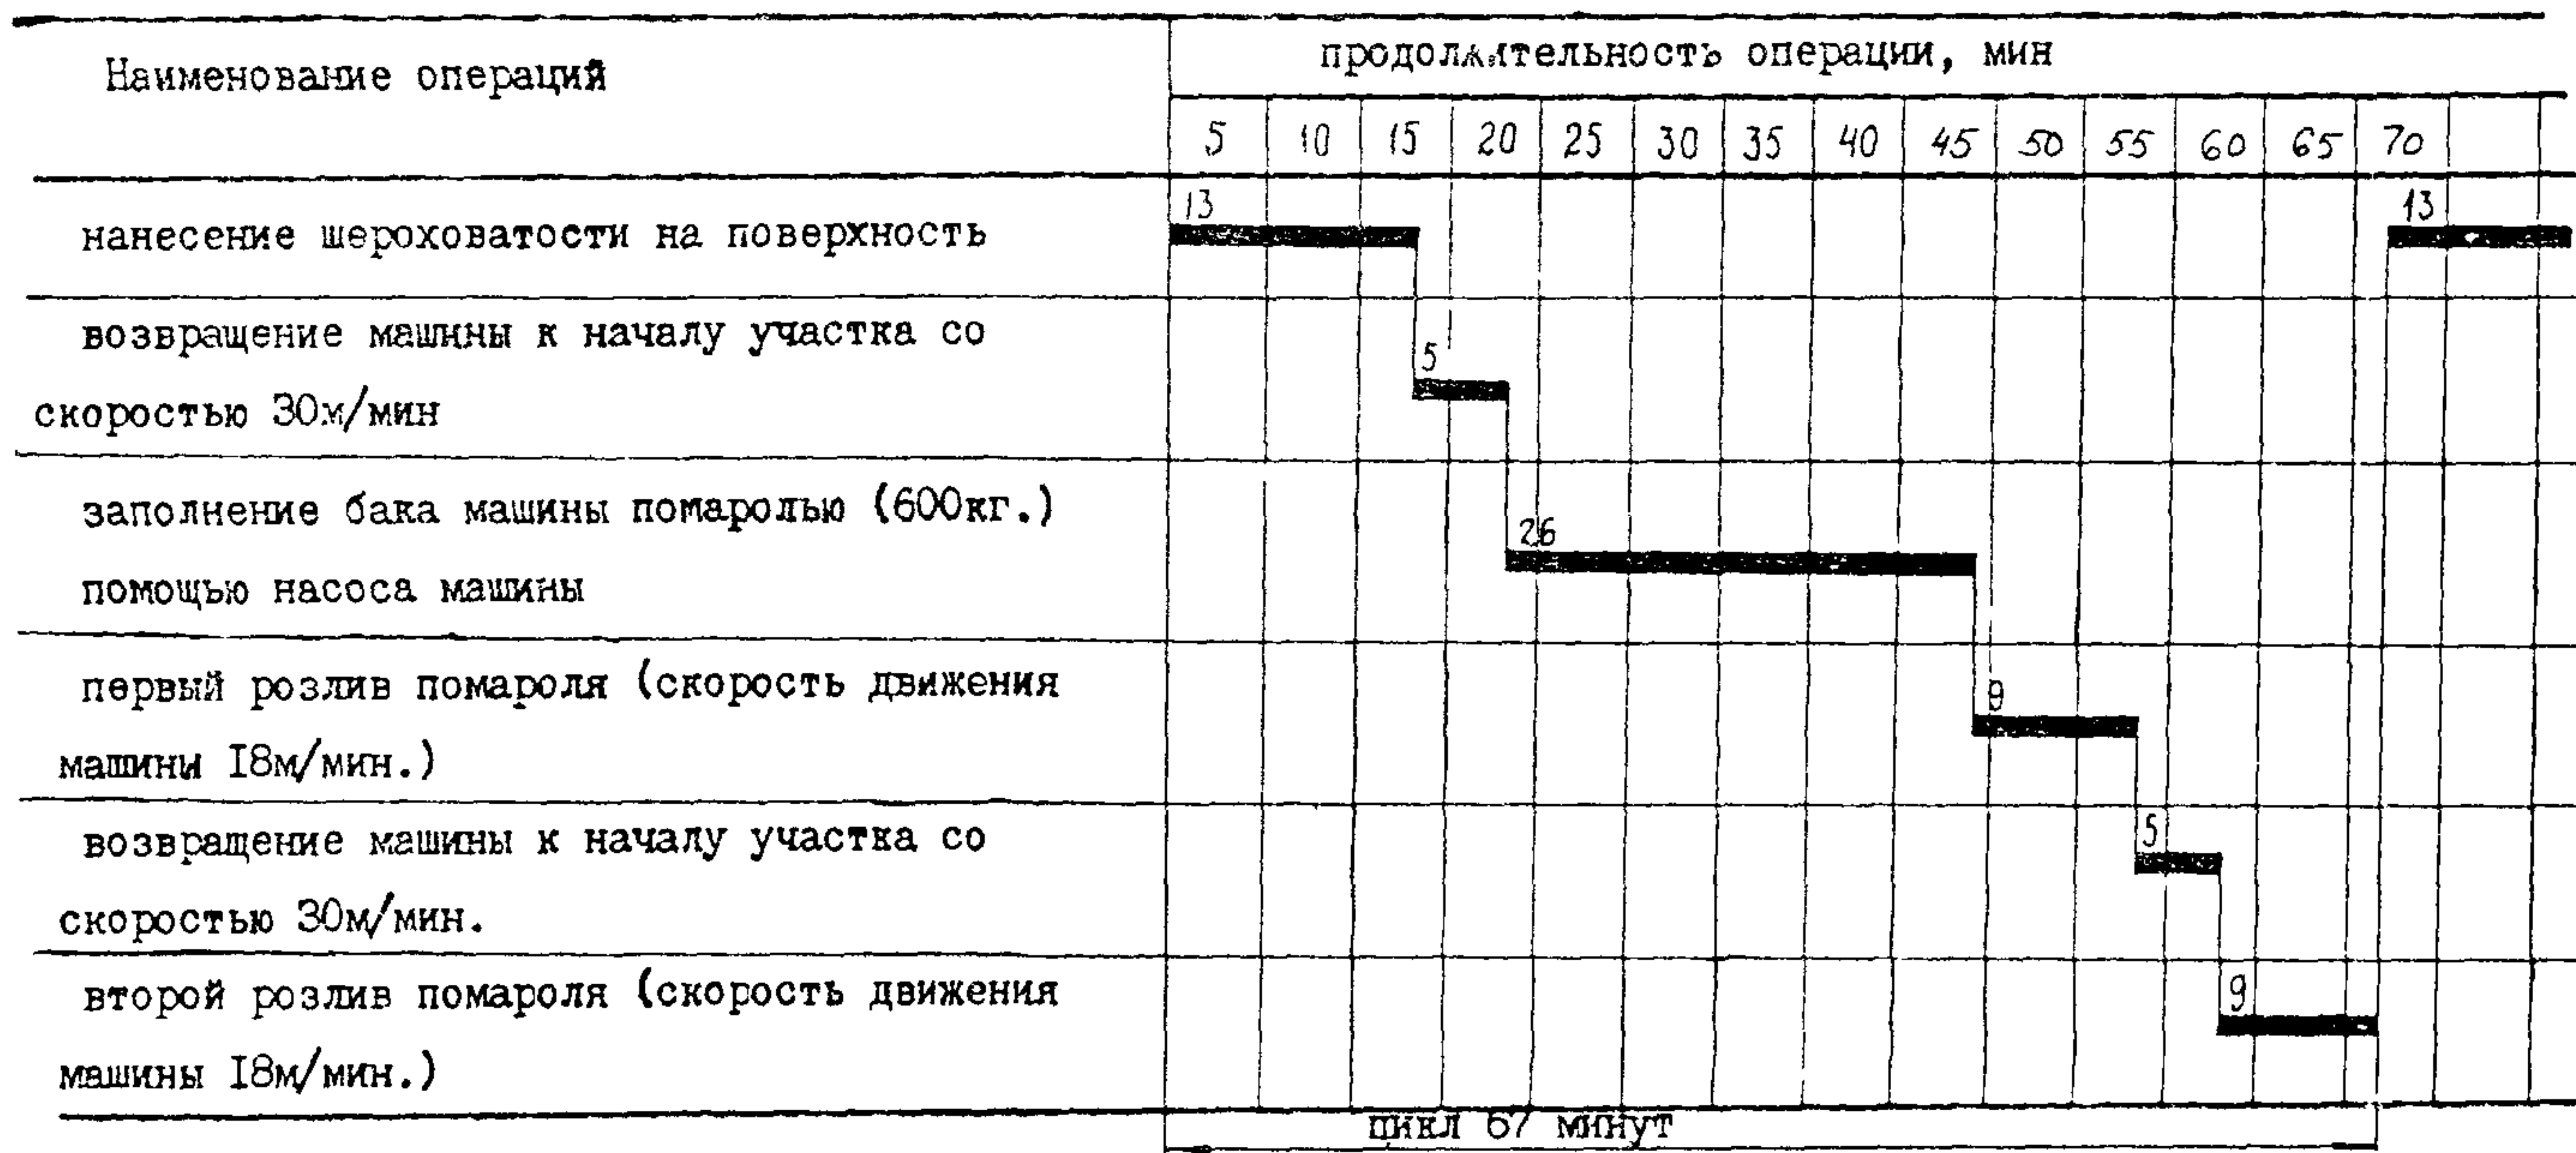 Наименование операций
продолжительность операции, мин
5 10 15 20 25 30 35 40 45 50 55 60 65 70
13 13
нанесение шероховатости на поверхность
возвращение машины к началу участка со
5
скоростью 30м/мин
заполнение бака машины помаролью (600кг.)
26
помощью насоса машины
первый розлив помароля (скорость движения
9
машины I8м/мин.)
возвращение машины к началу участка со
5
скоростью 30м/мин.
второй розлив помароля (скорость движения
9
машины I8м/мин.)
цикл 67 минут